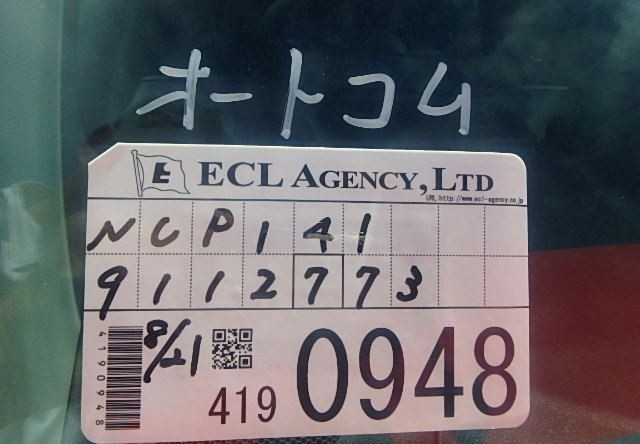 オートコム
E ECL AGENCY, LTD
URL:http://www.ecl-agency.co.jp
NCP141
9112773
8/21
419 0948
4190948